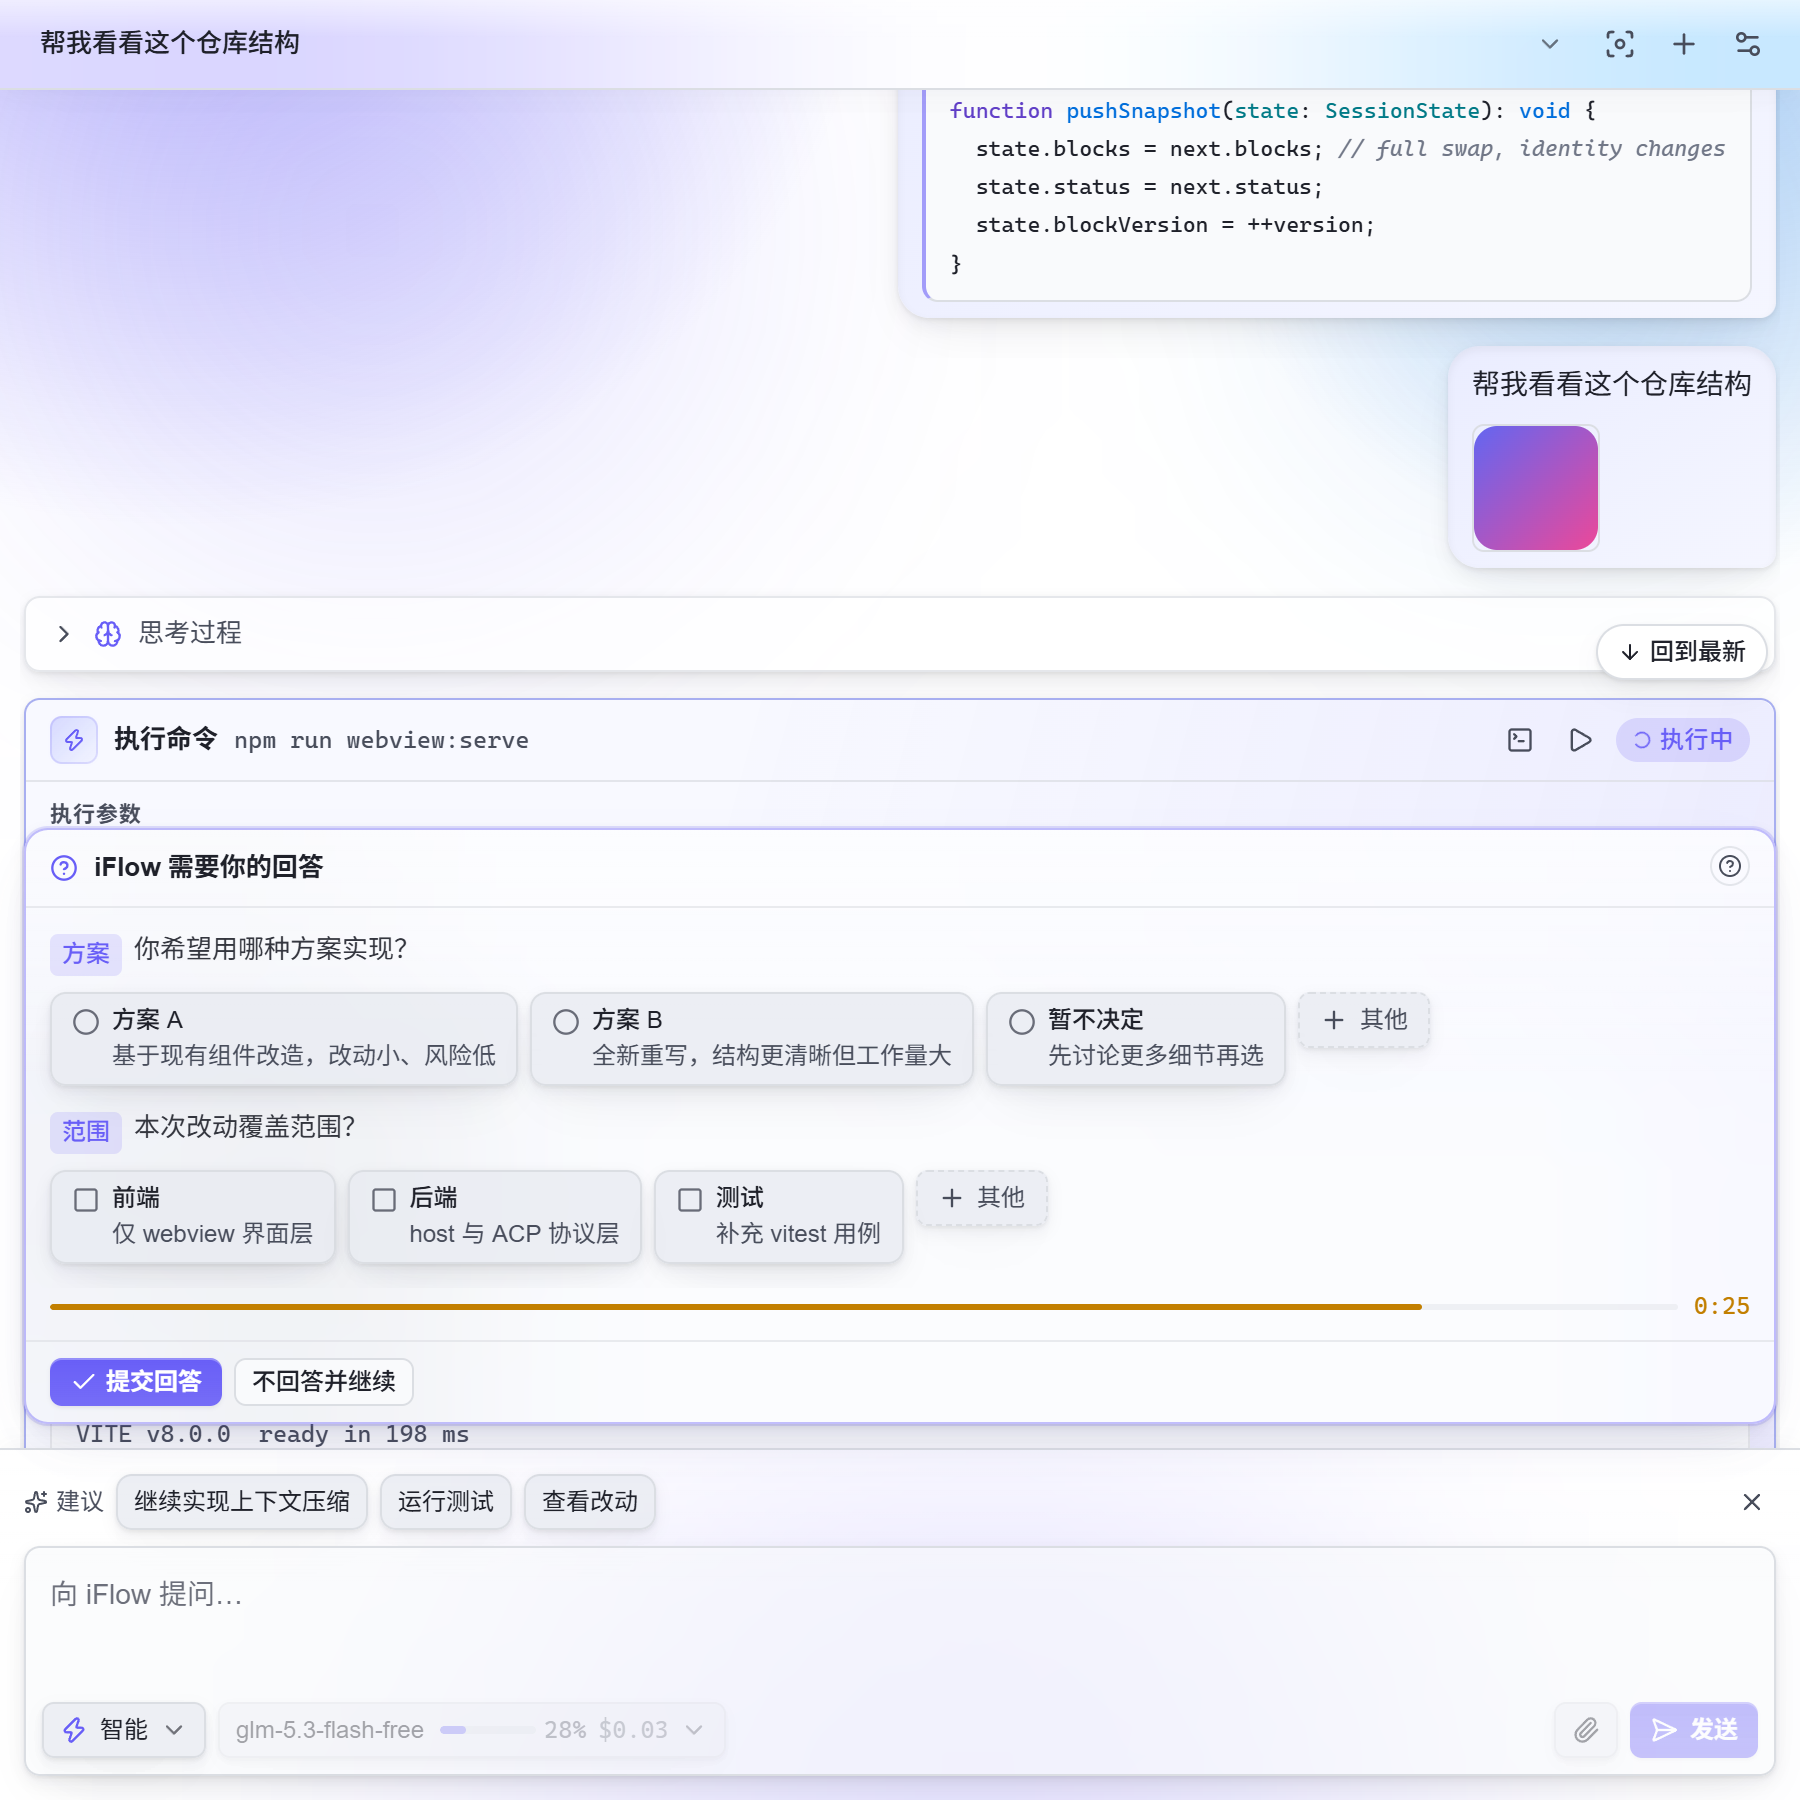 帮我看看这个仓库结构
function pushSnapshot(state: SessionState): void {
  state.blocks = next.blocks; // full swap, identity changes
  state.status = next.status;
  state.blockVersion = ++version;
}
帮我看看这个仓库结构
思考过程
回到最新
执行命令 npm run webview:serve
执行中
执行参数
iFlow 需要你的回答
方案 你希望用哪种方案实现？
方案 A
基于现有组件改造，改动小、风险低
方案 B
全新重写，结构更清晰但工作量大
暂不决定
先讨论更多细节再选
其他
范围 本次改动覆盖范围？
前端
仅 webview 界面层
后端
host 与 ACP 协议层
测试
补充 vitest 用例
其他
0:25
提交回答
不回答并继续
VITE v8.0.0  ready in 198 ms
建议
继续实现上下文压缩
运行测试
查看改动
向 iFlow 提问…
智能
glm-5.3-flash-free 28% $0.03
发送